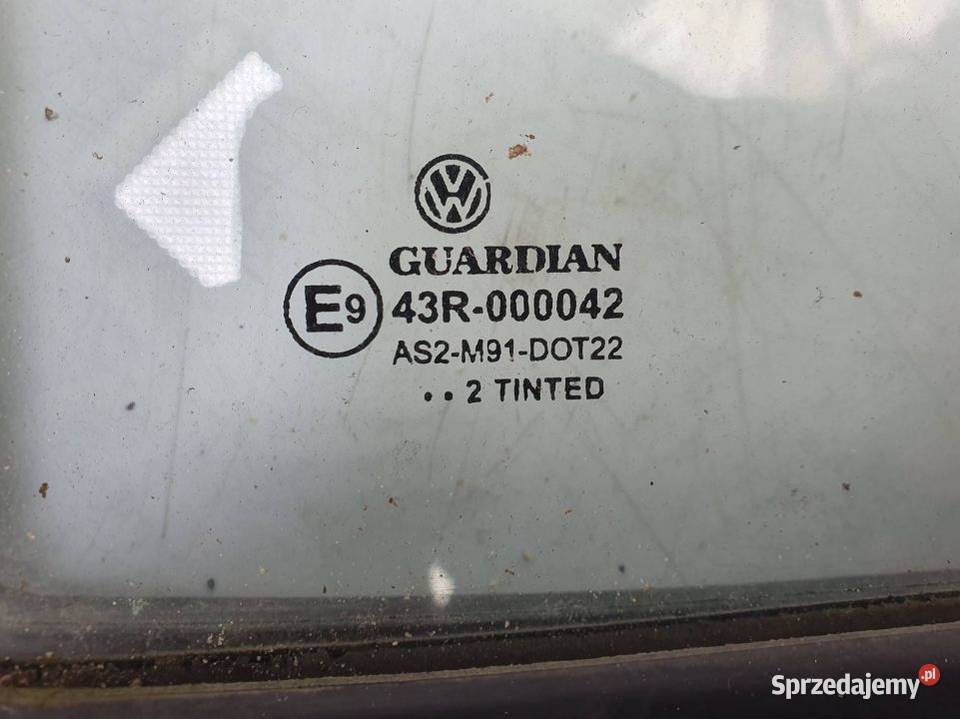 VW
GUARDIAN
E9 43R-000042
AS2-M91-DOT22
.. 2 TINTED
Sprzedajemy.pl